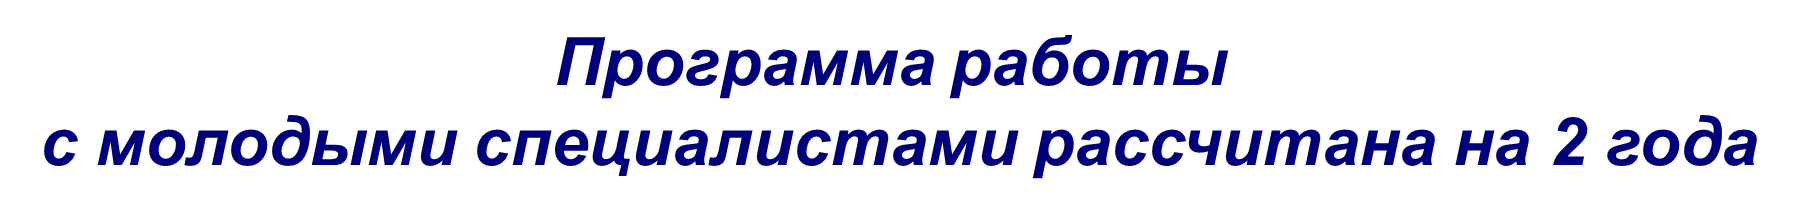 Программа работы
с молодыми специалистами рассчитана на 2 года